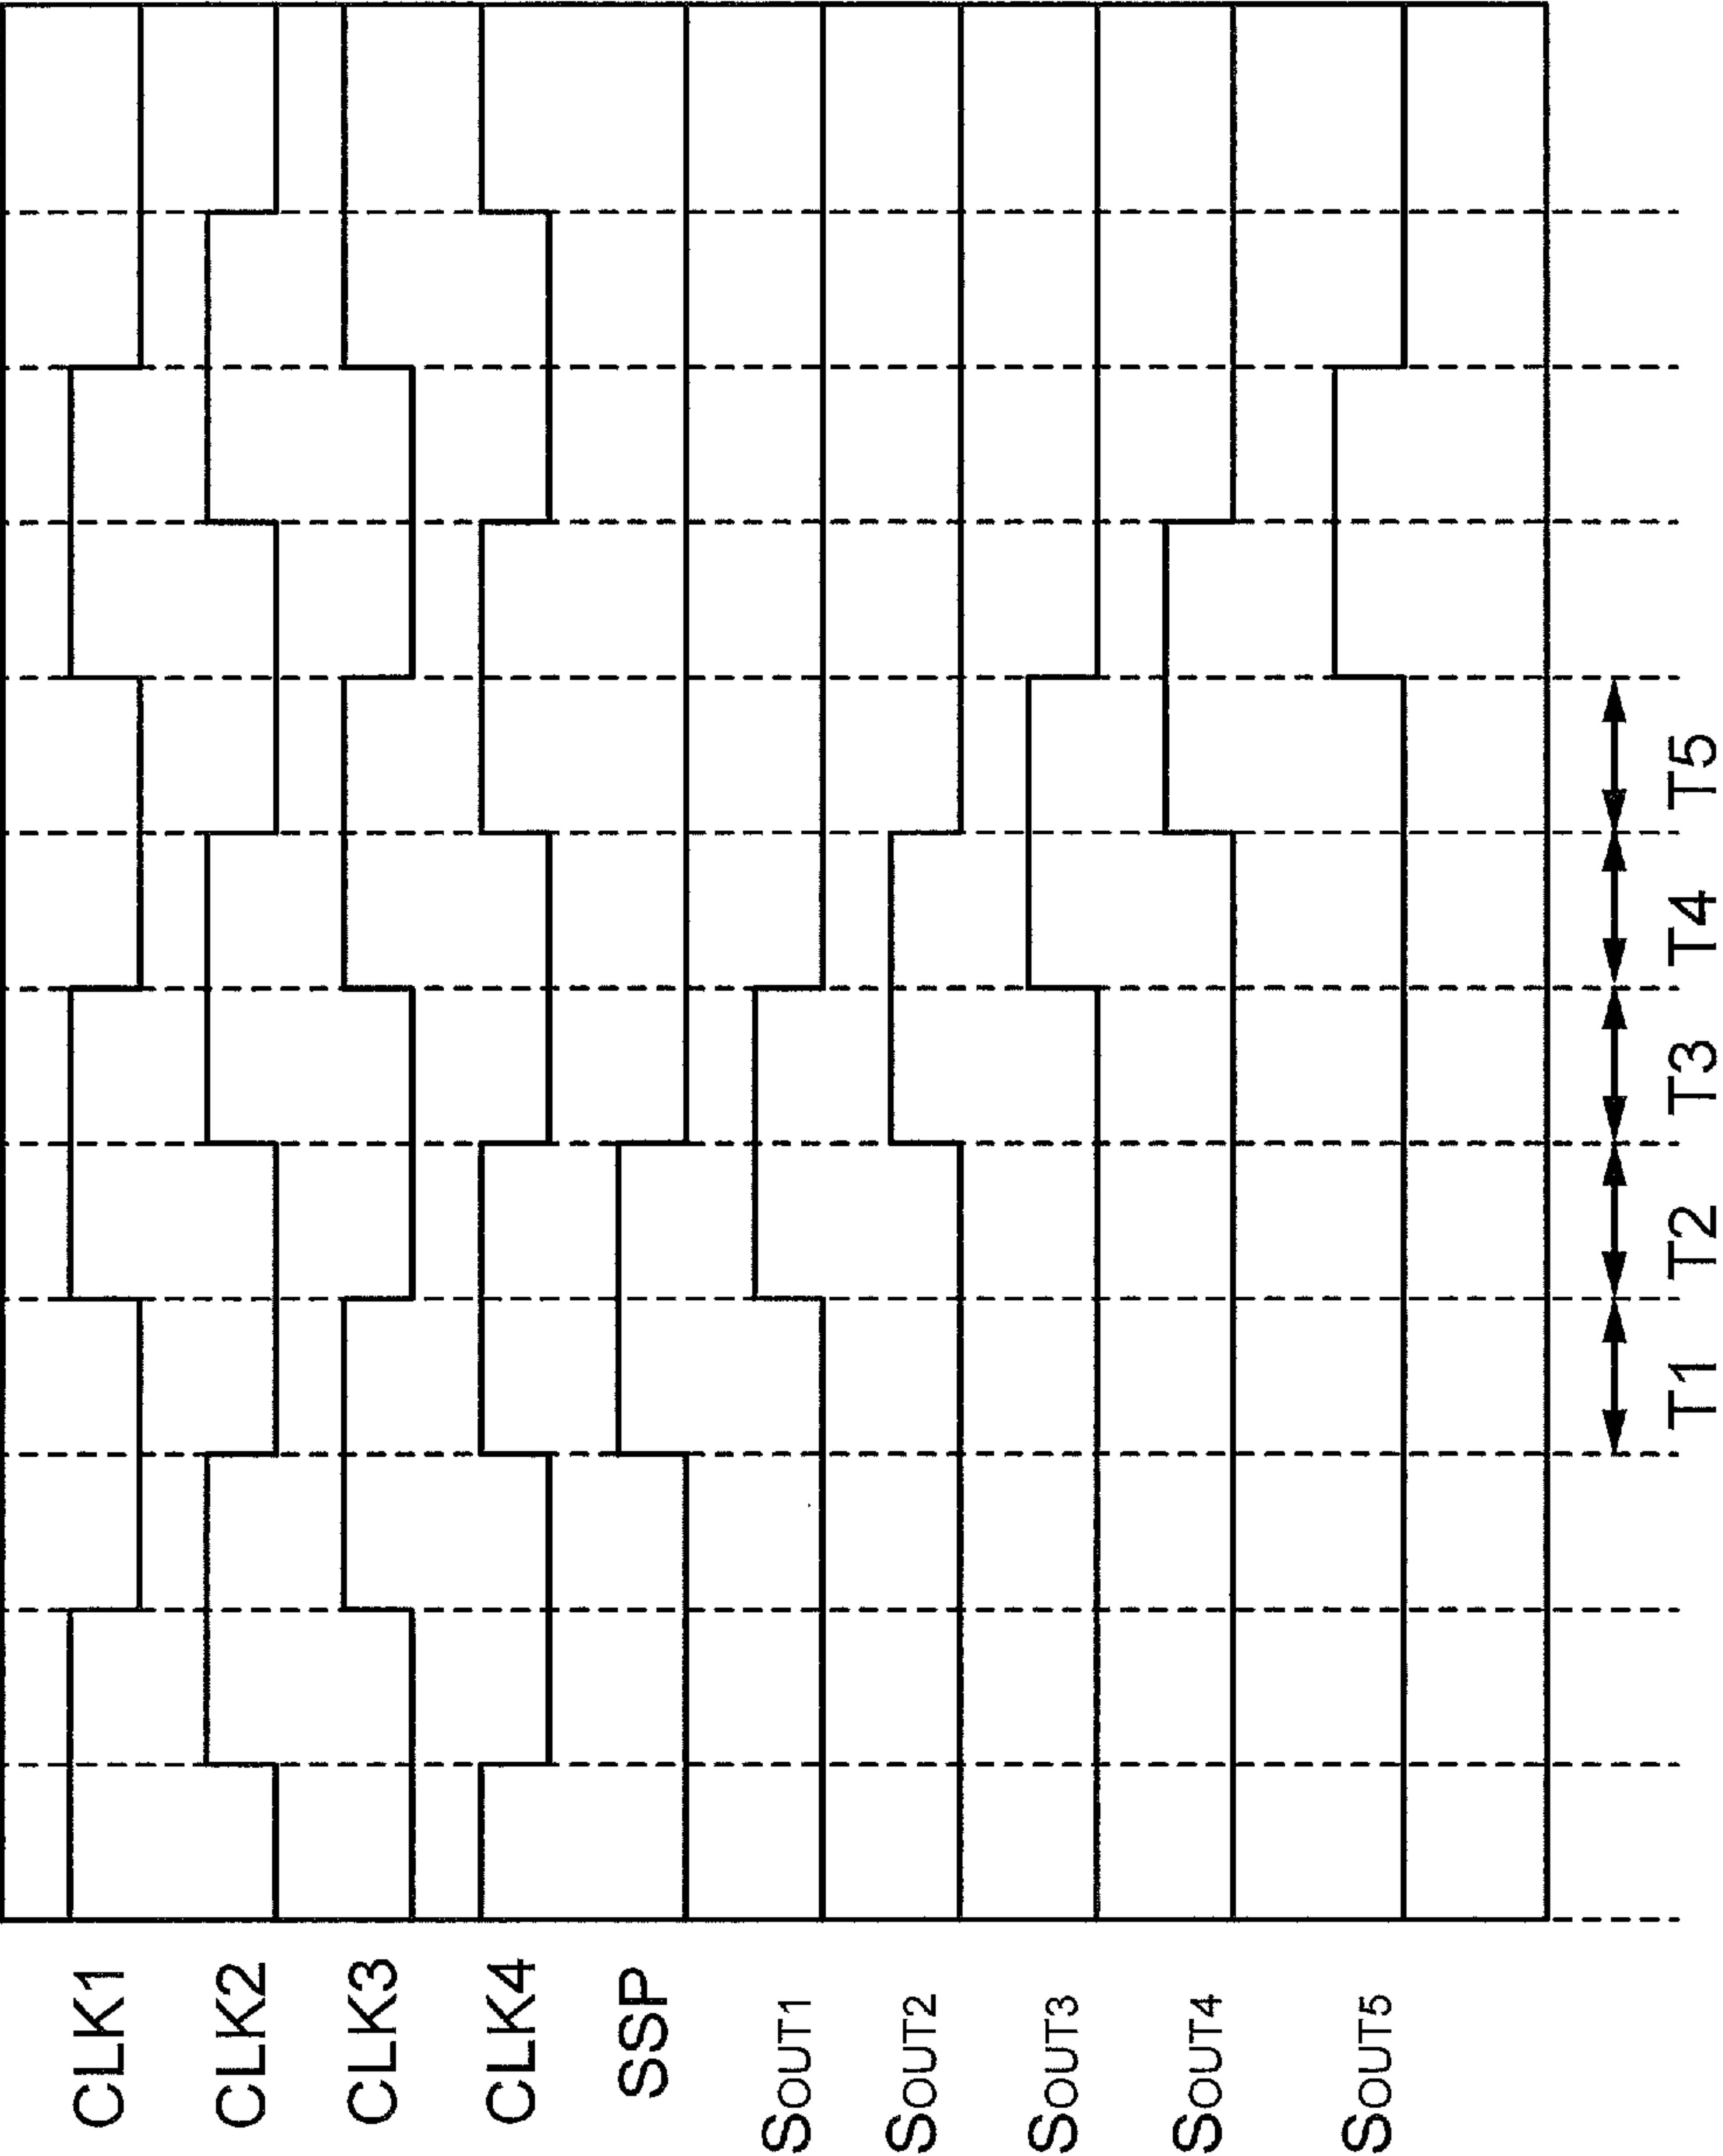 CLK1
CLK2
CLK3
CLK4
SSP
SOUT1
SOUT2
SOUT3
SOUT4
SOUT5
T1 T2 T3 T4 T5